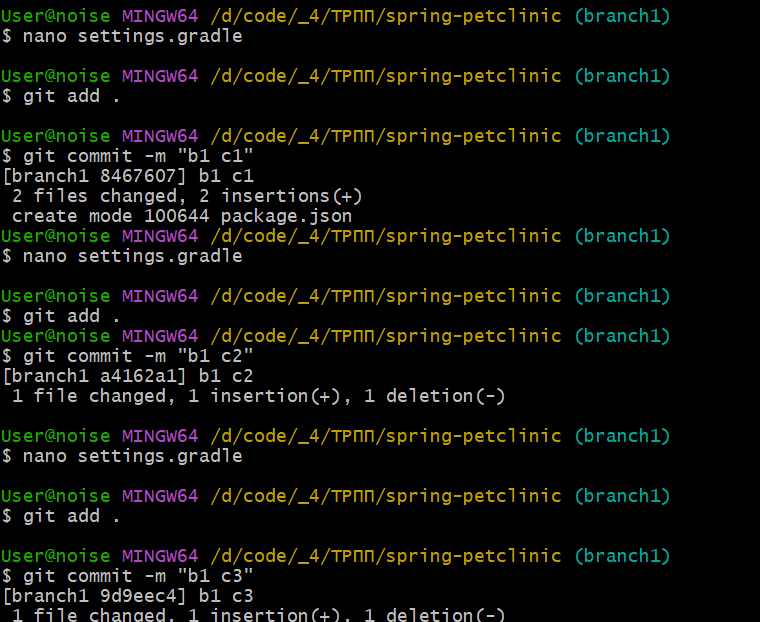 User@noise MINGW64 /d/code/_4/ТРПП/spring-petclinic (branch1)
$ nano settings.gradle
User@noise MINGW64 /d/code/_4/ТРПП/spring-petclinic (branch1)
$ git add .
User@noise MINGW64 /d/code/_4/ТРПП/spring-petclinic (branch1)
$ git commit -m "b1 c1"
[branch1 8467607] b1 c1
 2 files changed, 2 insertions(+)
 create mode 100644 package.json
User@noise MINGW64 /d/code/_4/ТРПП/spring-petclinic (branch1)
$ nano settings.gradle
User@noise MINGW64 /d/code/_4/ТРПП/spring-petclinic (branch1)
$ git add .
User@noise MINGW64 /d/code/_4/ТРПП/spring-petclinic (branch1)
$ git commit -m "b1 c2"
[branch1 a4162a1] b1 c2
 1 file changed, 1 insertion(+), 1 deletion(-)
User@noise MINGW64 /d/code/_4/ТРПП/spring-petclinic (branch1)
$ nano settings.gradle
User@noise MINGW64 /d/code/_4/ТРПП/spring-petclinic (branch1)
$ git add .
User@noise MINGW64 /d/code/_4/ТРПП/spring-petclinic (branch1)
$ git commit -m "b1 c3"
[branch1 9d9eec4] b1 c3
 1 file changed, 1 insertion(+), 1 deletion(-)